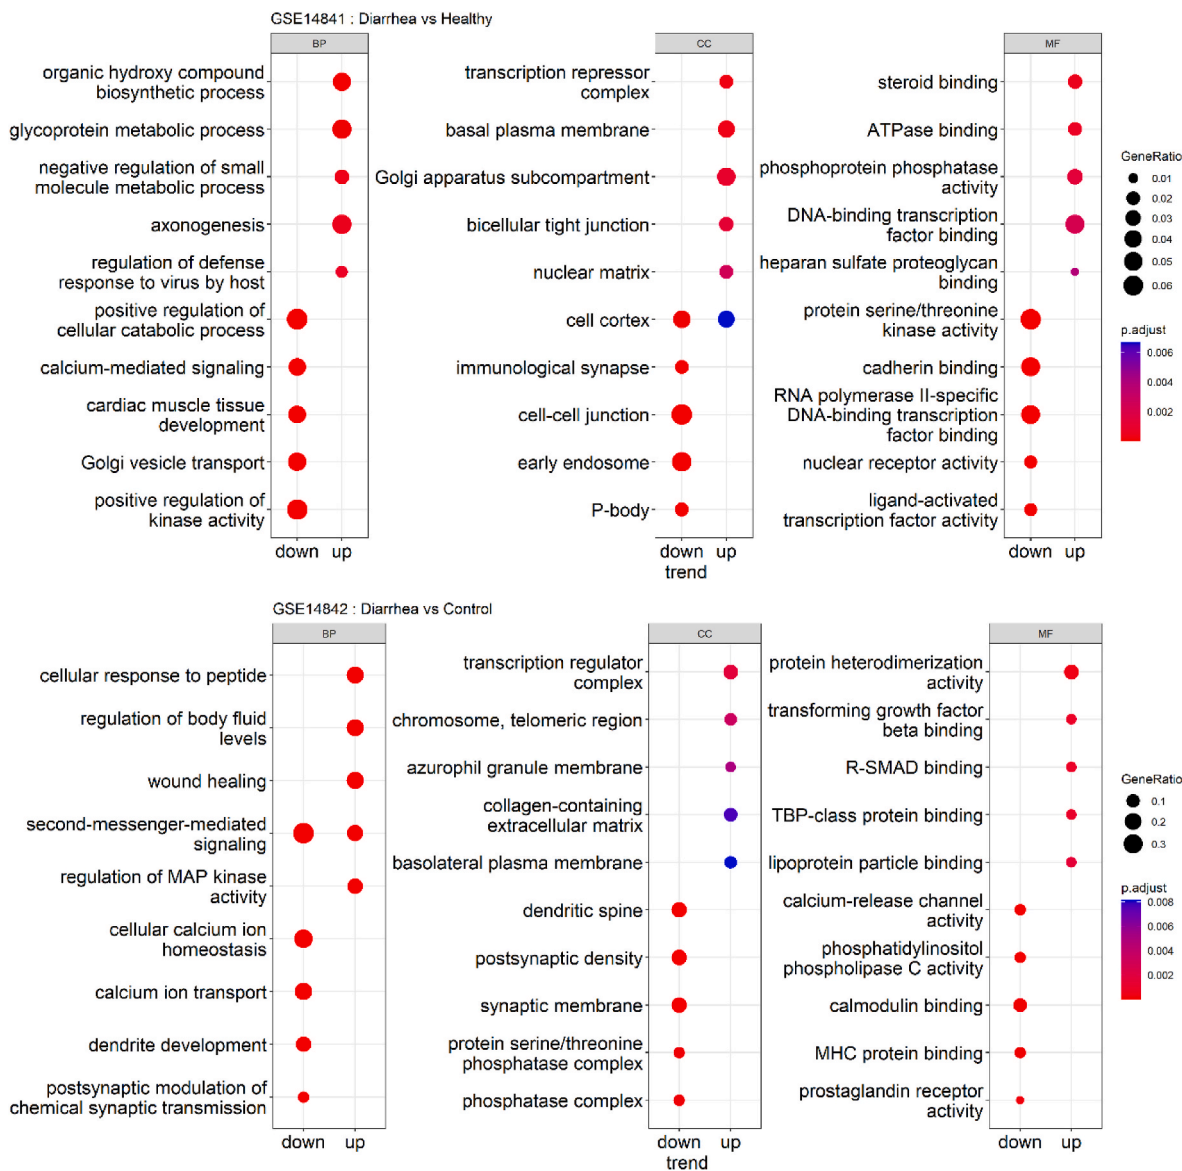 GSE14841 : Diarrhea vs Healthy
BP
organic hydroxy compound
biosynthetic process
glycoprotein metabolic process
negative regulation of small
molecule metabolic process
axonogenesis
regulation of defense
response to virus by host
positive regulation of
cellular catabolic process
calcium-mediated signaling
cardiac muscle tissue
development
Golgi vesicle transport
positive regulation of
kinase activity
down up
CC
transcription repressor
complex
basal plasma membrane
Golgi apparatus subcompartment
bicellular tight junction
nuclear matrix
cell cortex
immunological synapse
cell-cell junction
early endosome
P-body
down up
trend
MF
steroid binding
ATPase binding
phosphoprotein phosphatase
activity
DNA-binding transcription
factor binding
heparan sulfate proteoglycan
binding
protein serine/threonine
kinase activity
cadherin binding
RNA polymerase II-specific
DNA-binding transcription
factor binding
nuclear receptor activity
ligand-activated
transcription factor activity
down up
GeneRatio
0.01
0.02
0.03
0.04
0.05
0.06
p.adjust
0.006
0.004
0.002
GSE14842 : Diarrhea vs Control
BP
cellular response to peptide
regulation of body fluid
levels
wound healing
second-messenger-mediated
signaling
regulation of MAP kinase
activity
cellular calcium ion
homeostasis
calcium ion transport
dendrite development
postsynaptic modulation of
chemical synaptic transmission
down up
CC
transcription regulator
complex
chromosome, telomeric region
azurophil granule membrane
collagen-containing
extracellular matrix
basolateral plasma membrane
dendritic spine
postsynaptic density
synaptic membrane
protein serine/threonine
phosphatase complex
phosphatase complex
down up
trend
MF
protein heterodimerization
activity
transforming growth factor
beta binding
R-SMAD binding
TBP-class protein binding
lipoprotein particle binding
calcium-release channel
activity
phosphatidylinositol
phospholipase C activity
calmodulin binding
MHC protein binding
prostaglandin receptor
activity
down up
GeneRatio
0.1
0.2
0.3
p.adjust
0.008
0.006
0.004
0.002